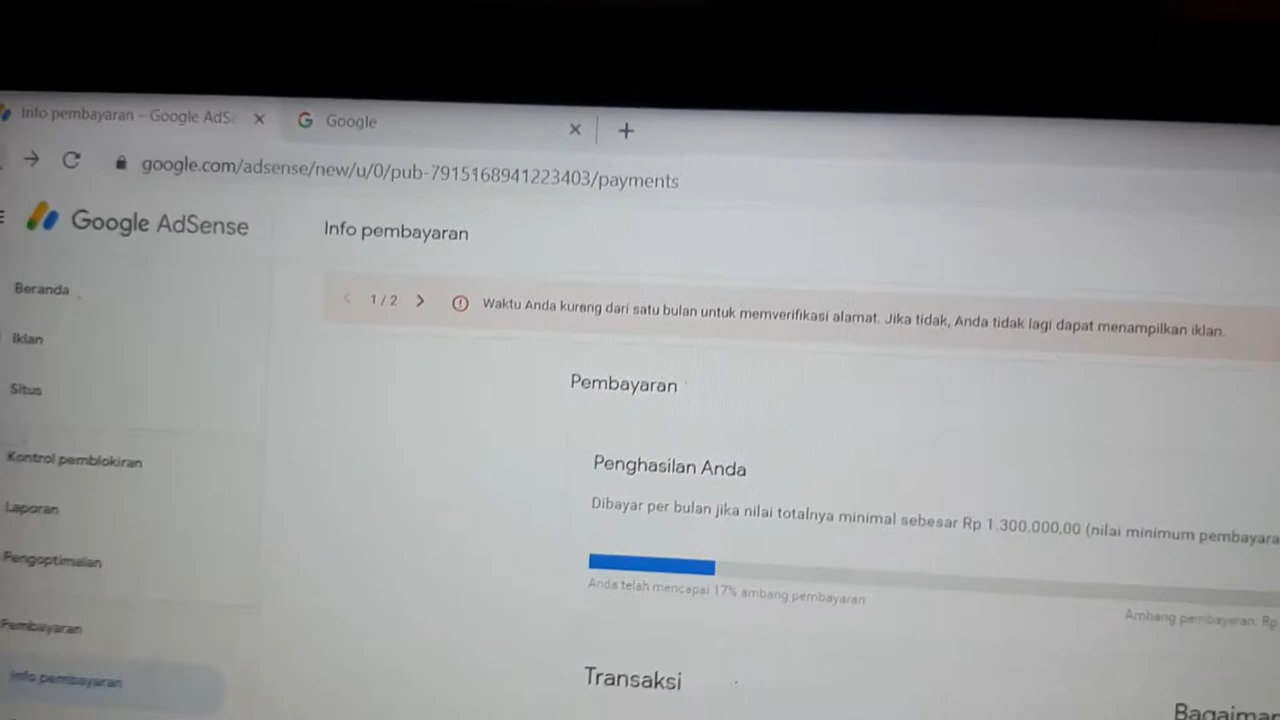 Info pembayaran – Google AdS
Google
google.com/adsense/new/u/0/pub-7915168941223403/payments
Google AdSense
Info pembayaran
Beranda
1 / 2
Waktu Anda kurang dari satu bulan untuk memverifikasi alamat. Jika tidak, Anda tidak lagi dapat menampilkan iklan.
Iklan
Situs
Pembayaran
Kontrol pemblokiran
Penghasilan Anda
Laporan
Dibayar per bulan jika nilai totalnya minimal sebesar Rp 1.300.000,00 (nilai minimum pembayara
Pengoptimalan
Anda telah mencapai 17% ambang pembayaran
Ambang pembayaran: Rp
Pembayaran
Info pembayaran
Transaksi
Bagaiman